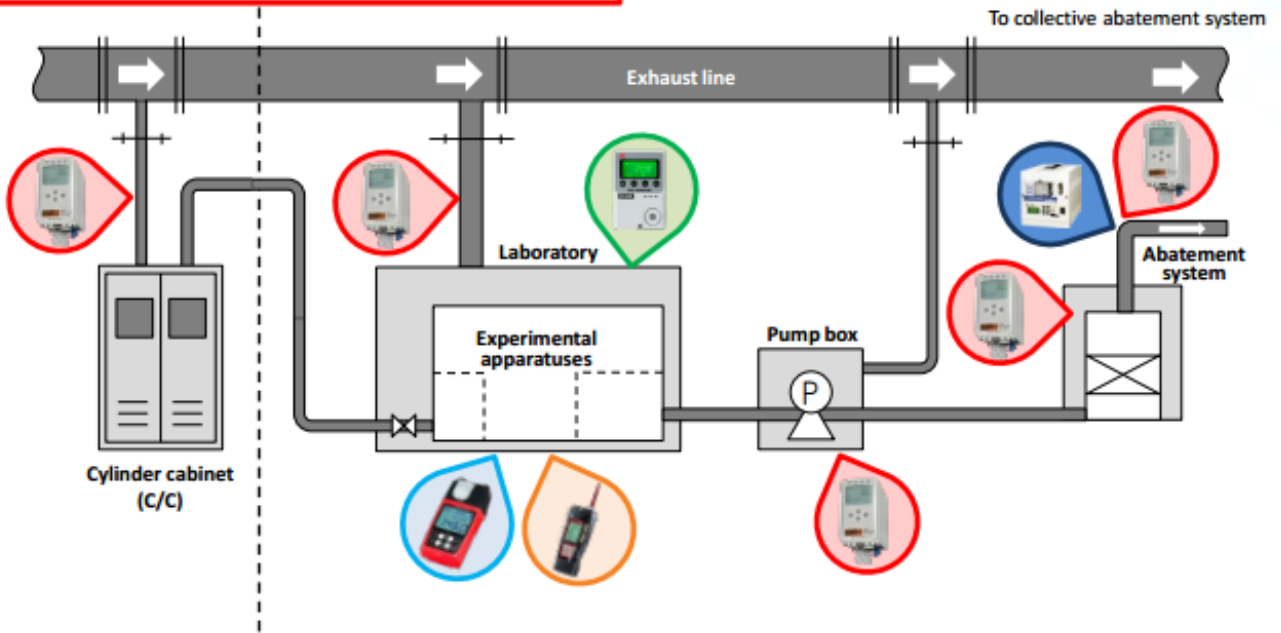 To collective abatement system
Exhaust line
Laboratory
Abatement
system
Experimental
apparatuses
Pump box
P
Cylinder cabinet
(C/C)